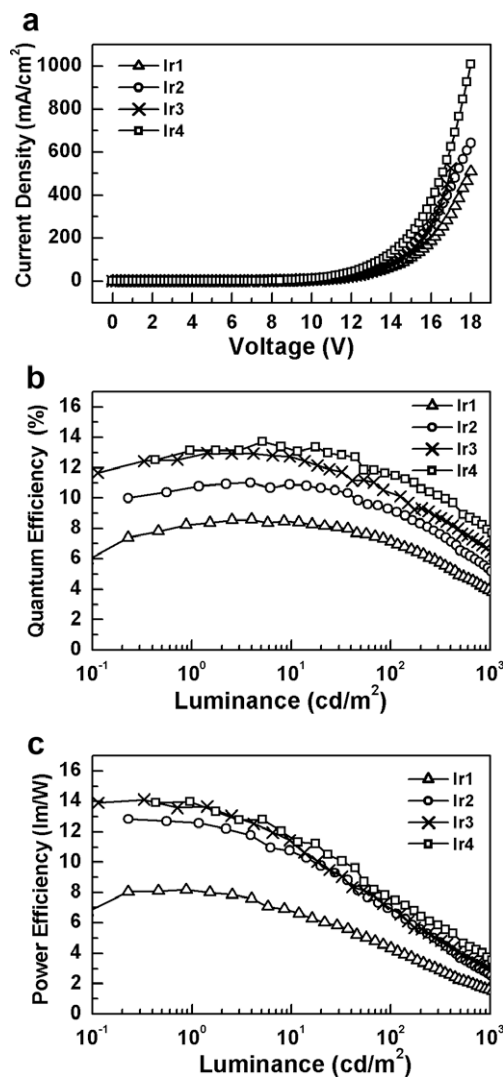 a
Current Density (mA/cm²)
1000
800
600
400
200
0
Ir1
Ir2
Ir3
Ir4
0 2 4 6 8 10 12 14 16 18
Voltage (V)
b
Quantum Efficiency (%)
16
14
12
10
8
6
4
2
0
Ir1
Ir2
Ir3
Ir4
10⁻¹ 10⁰ 10¹ 10² 10³
Luminance (cd/m²)
c
Power Efficiency (lm/W)
16
14
12
10
8
6
4
2
0
Ir1
Ir2
Ir3
Ir4
10⁻¹ 10⁰ 10¹ 10² 10³
Luminance (cd/m²)